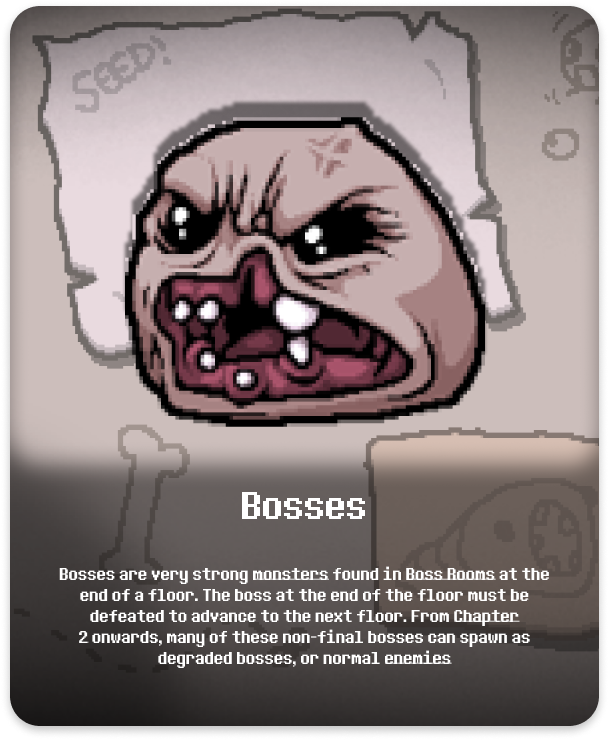 SEED!
Bosses
Bosses are very strong monsters found in Boss Rooms at the
end of a floor. The boss at the end of the floor must be
defeated to advance to the next floor. From Chapter
2 onwards, many of these non-final bosses can spawn as
degraded bosses, or normal enemies